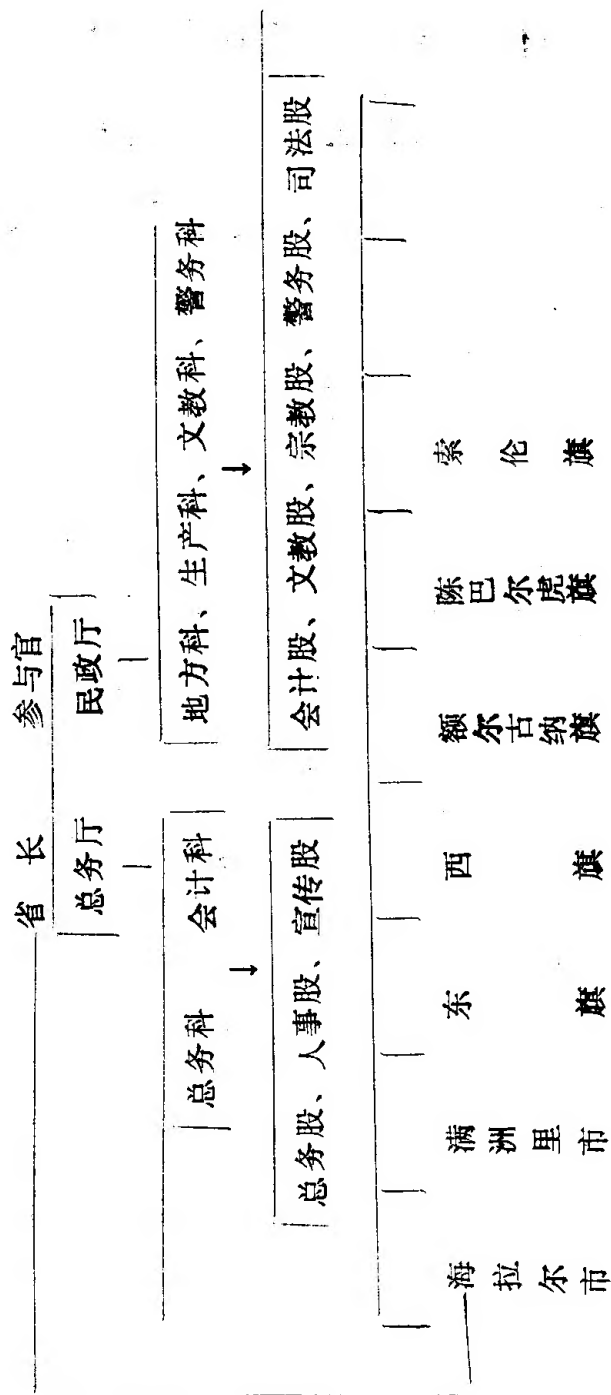 省长 参与官
总务厅 民政厅
总务科 会计科 地方科、生产科、文教科、警务科
↓ ↓
总务股、人事股、宣传股 会计股、文教股、宗教股、警务股、司法股
海拉尔市 满洲里市 东旗 西旗 额尔古纳旗 陈巴尔虎旗 索伦旗